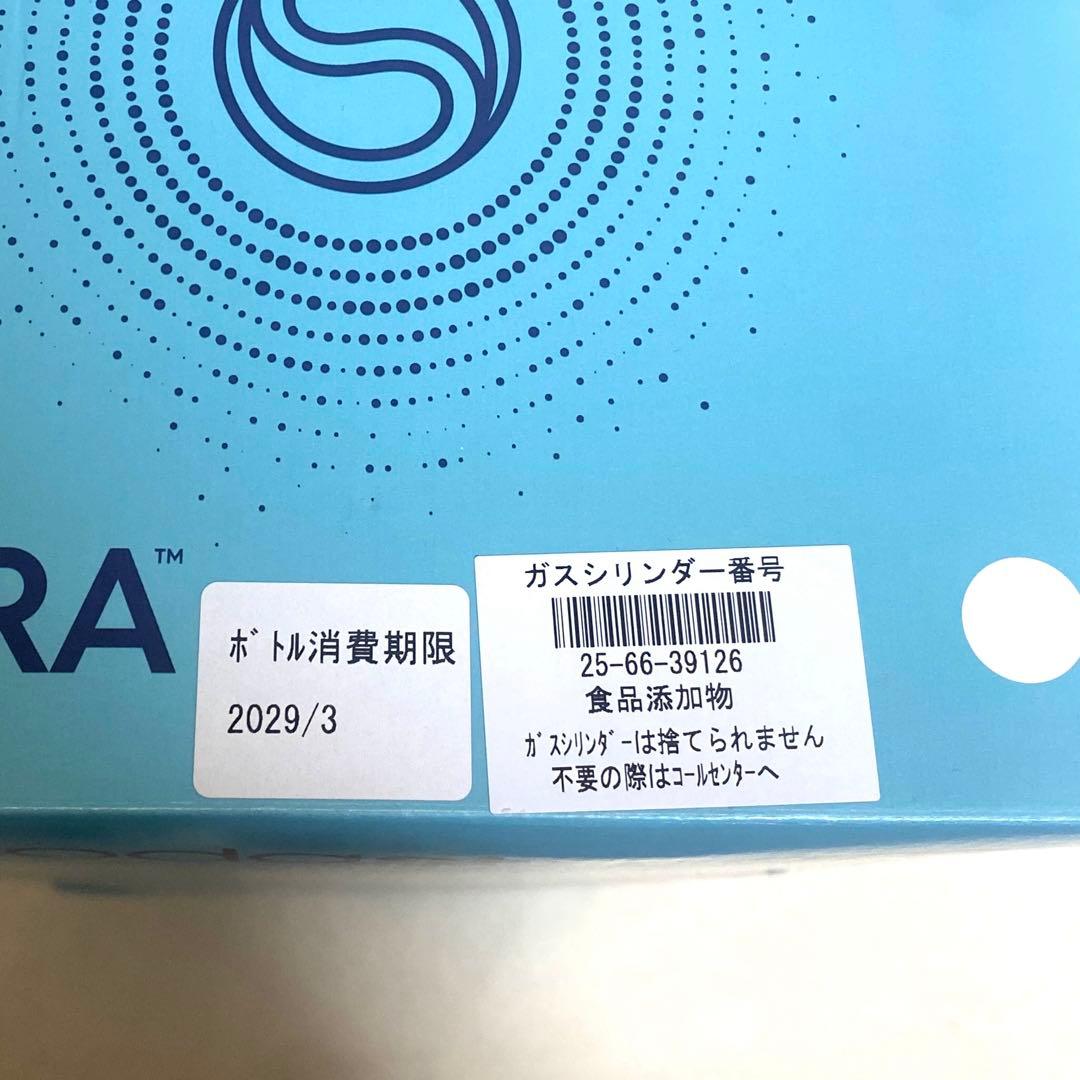 RA™
ﾎﾞﾄﾙ消費期限
2029/3
ガスシリンダー番号
25-66-39126
食品添加物
ｶﾞｽｼﾘﾝﾀﾞｰは捨てられません
不要の際はｺｰﾙｾﾝﾀｰへ